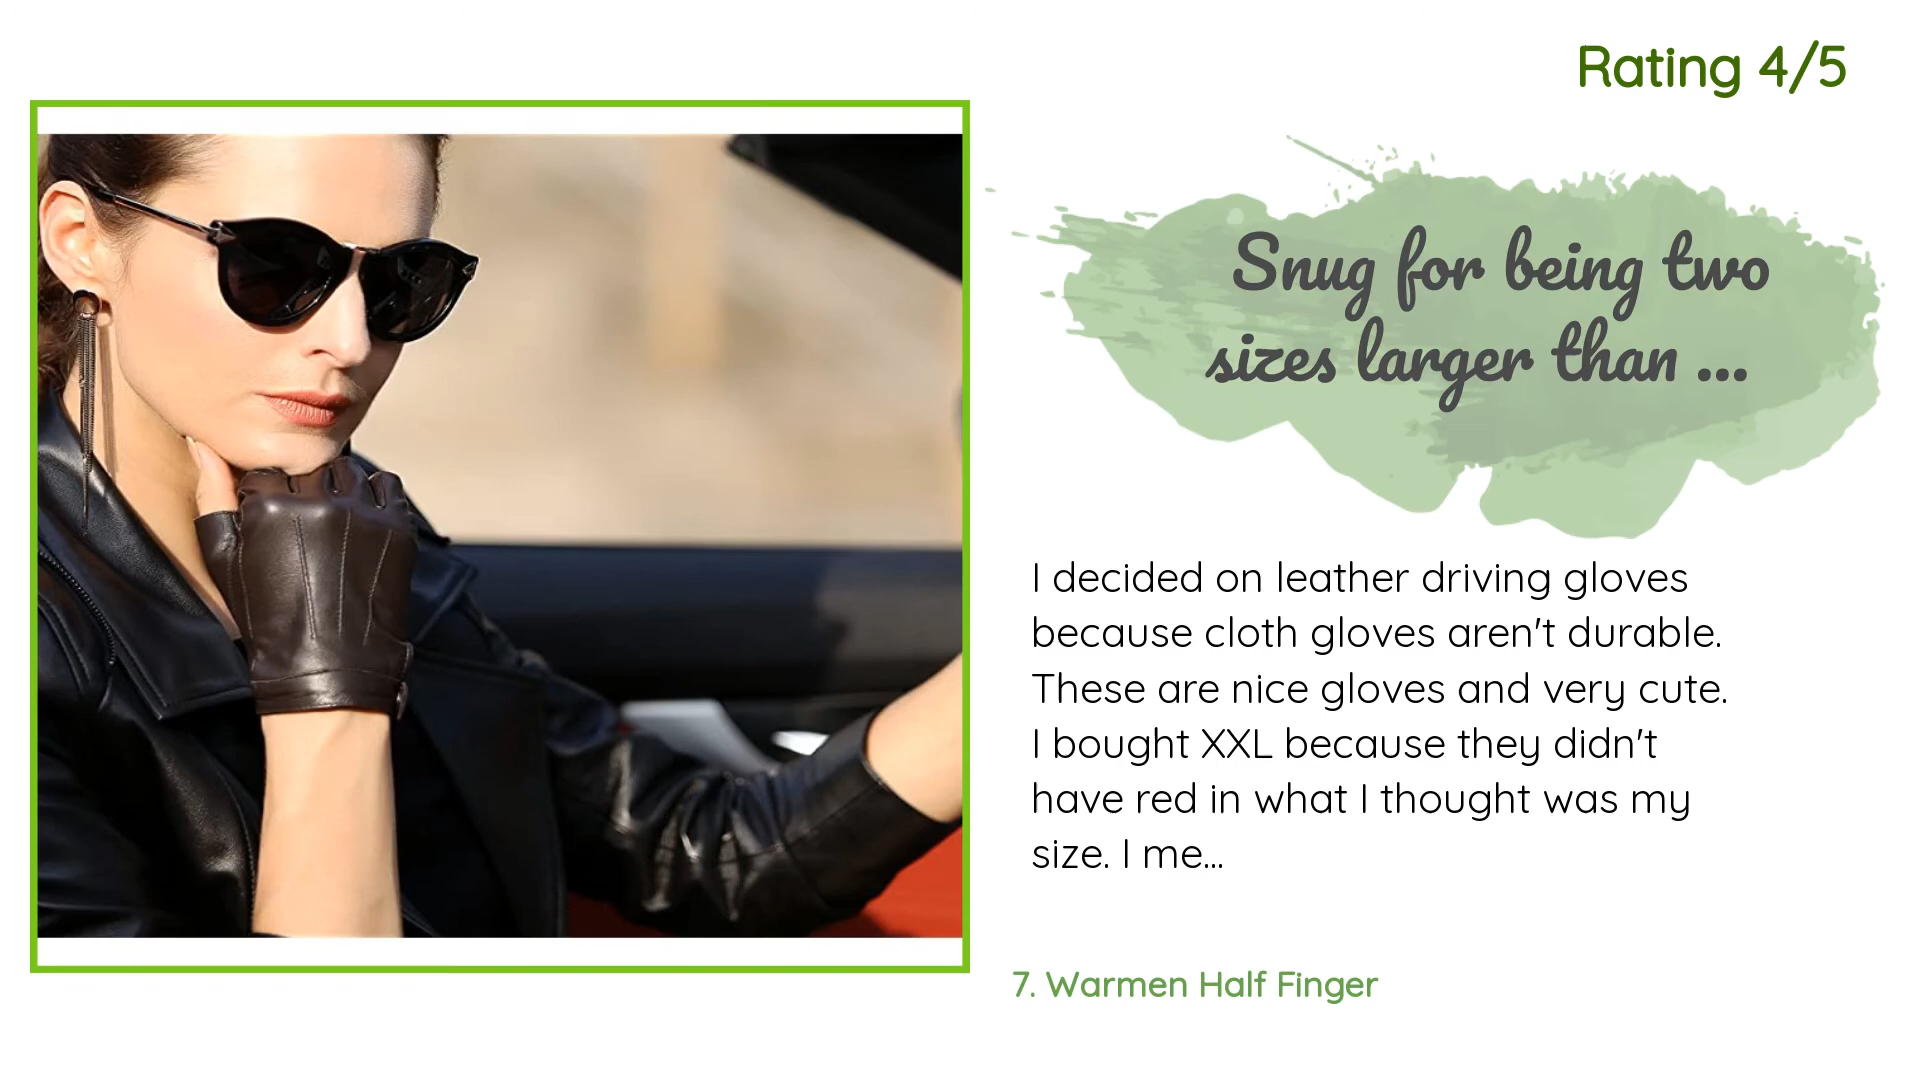 Rating 4/5
Snug for being two
sizes larger than ...
I decided on leather driving gloves
because cloth gloves aren't durable.
These are nice gloves and very cute.
I bought XXL because they didn't
have red in what I thought was my
size. I me...
7. Warmen Half Finger